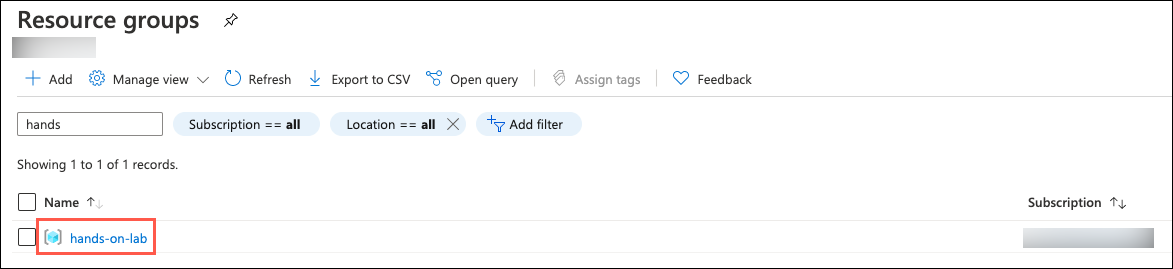 Resource groups
Add Manage view Refresh Export to CSV Open query Assign tags Feedback
hands Subscription == all Location == all Add filter
Showing 1 to 1 of 1 records.
Name Subscription
hands-on-lab